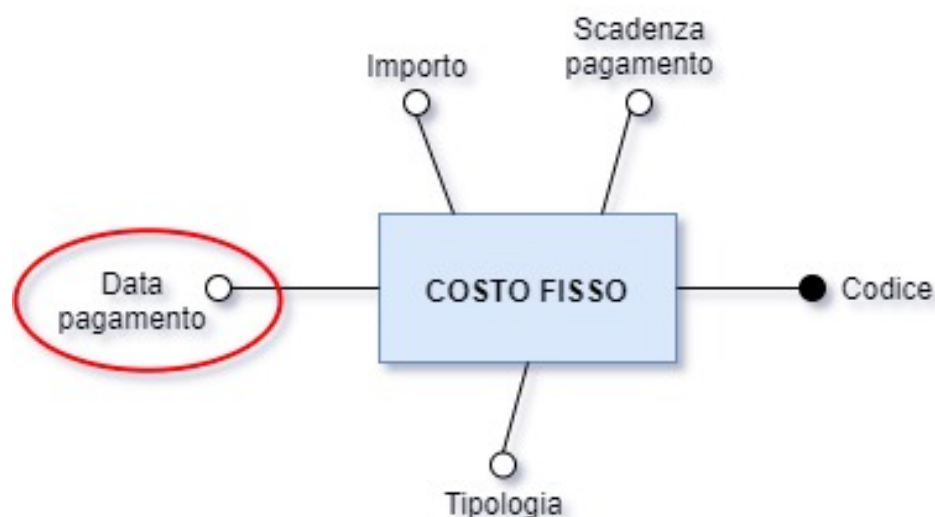 Scadenza
pagamento
Importo
Data
pagamento
COSTO FISSO
Codice
Tipologia